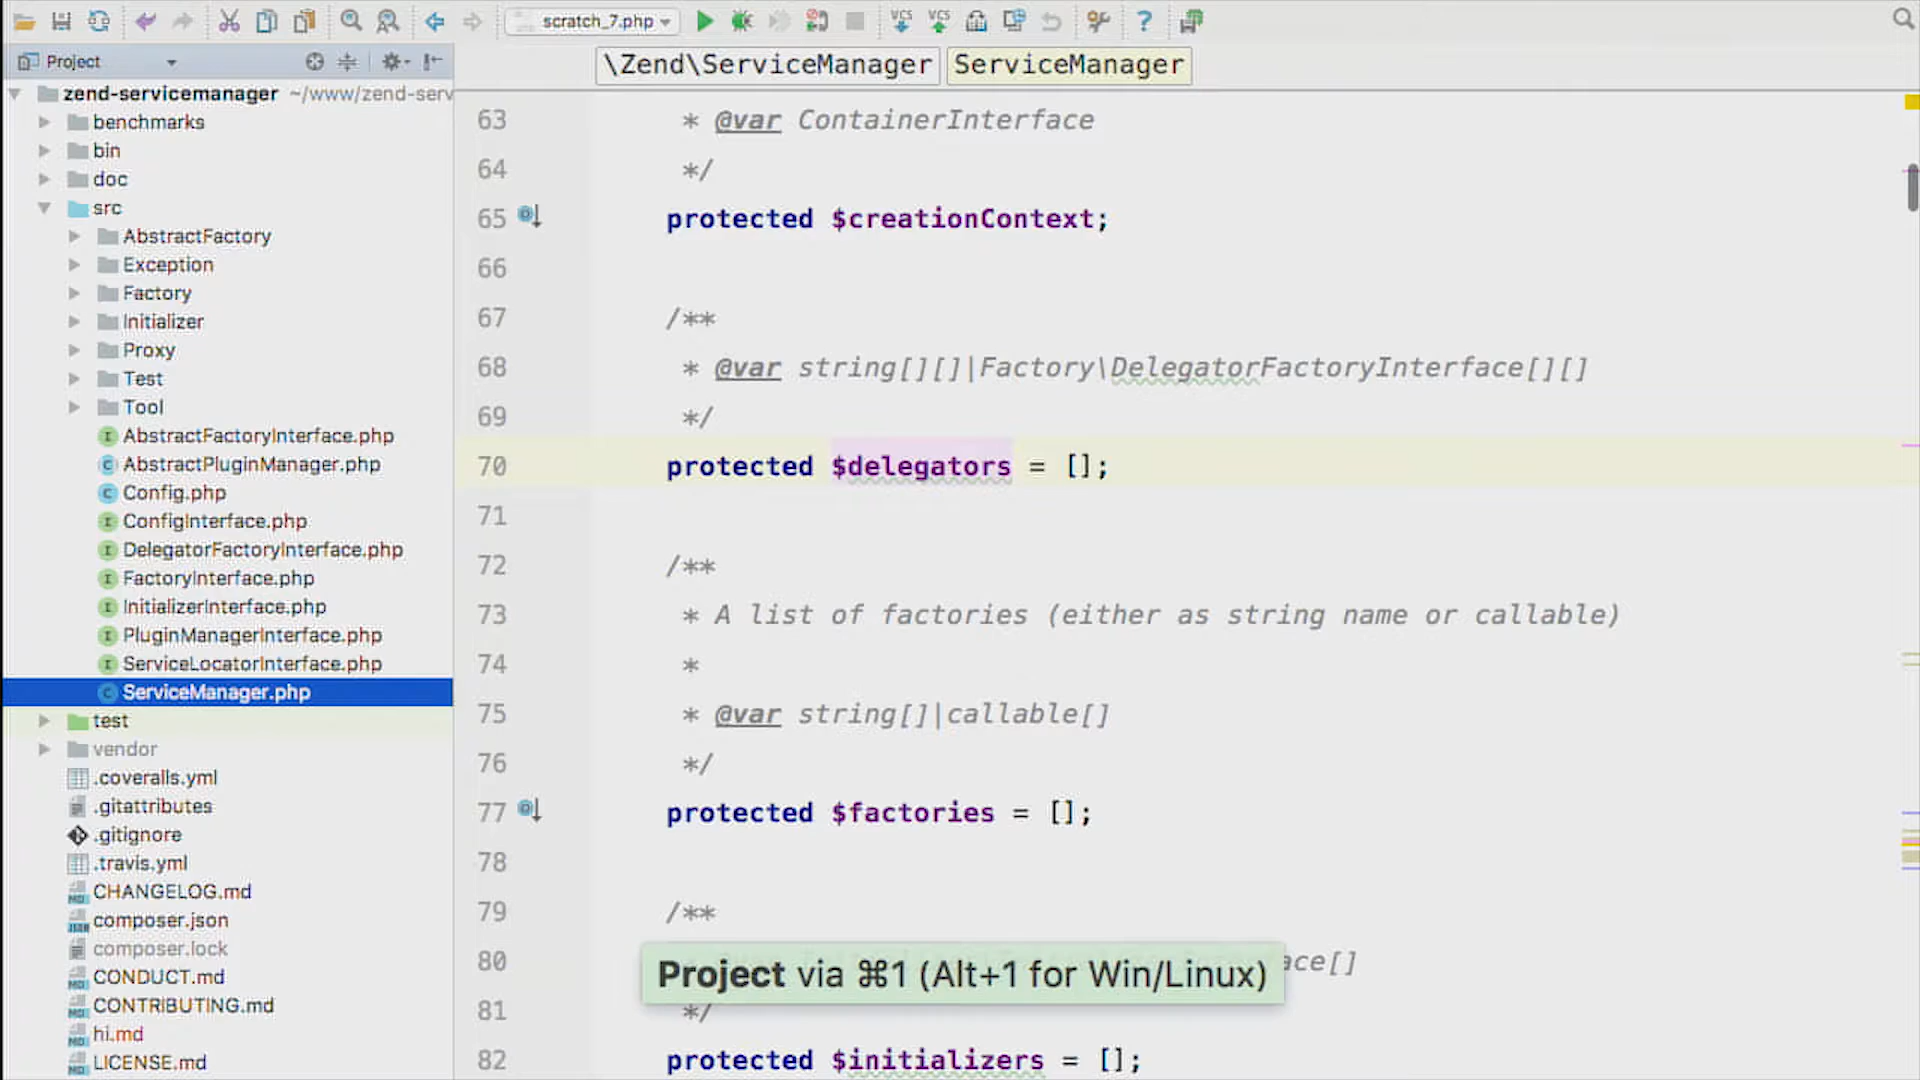 scratch_7.php
Project
\Zend\ServiceManager ServiceManager
zend-servicemanager ~/www/zend-serv
benchmarks
bin
doc
src
AbstractFactory
Exception
Factory
Initializer
Proxy
Test
Tool
AbstractFactoryInterface.php
AbstractPluginManager.php
Config.php
ConfigInterface.php
DelegatorFactoryInterface.php
FactoryInterface.php
InitializerInterface.php
PluginManagerInterface.php
ServiceLocatorInterface.php
ServiceManager.php
test
vendor
.coveralls.yml
.gitattributes
.gitignore
.travis.yml
CHANGELOG.md
composer.json
composer.lock
CONDUCT.md
CONTRIBUTING.md
hi.md
LICENSE.md
63 * @var ContainerInterface
64 */
65 protected $creationContext;
66
67 /**
68 * @var string[][]|Factory\DelegatorFactoryInterface[][]
69 */
70 protected $delegators = [];
71
72 /**
73 * A list of factories (either as string name or callable)
74 *
75 * @var string[]|callable[]
76 */
77 protected $factories = [];
78
79 /**
80 ace[]
Project via ⌘1 (Alt+1 for Win/Linux)
81 */
82 protected $initializers = [];